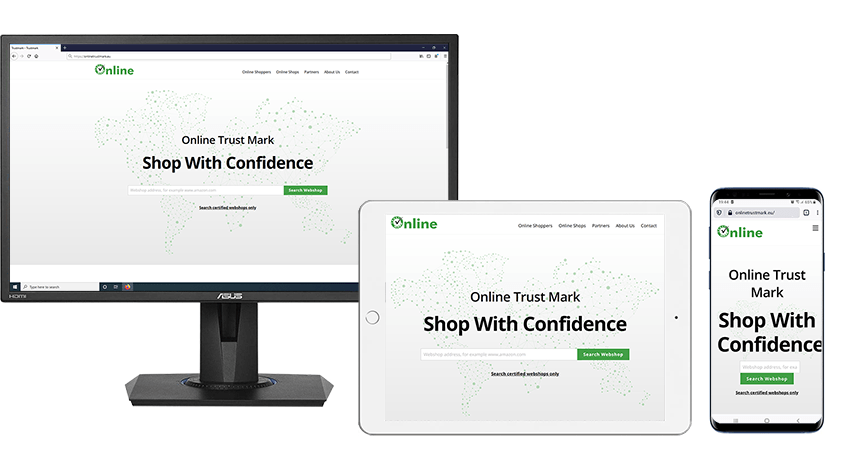 Trustmark - Trustmark
https://onlinetrustmark.eu
Online
Online Shoppers Online Shops Partners About Us Contact
Online Trust Mark
Shop With Confidence
Webshop address, for example www.amazon.com
Search Webshop
Search certified webshops only
Type here to search
HDMI
ASUS
Online
Online Shoppers Online Shops Partners About Us Contact
Online Trust Mark
Shop With Confidence
Webshop address, for example www.amazon.com
Search Webshop
Search certified webshops only
onlinetrustmark.eu/
Online
Online Trust
Mark
Shop With
Confidence
Webshop address, for exa
Search Webshop
Search certified webshops only